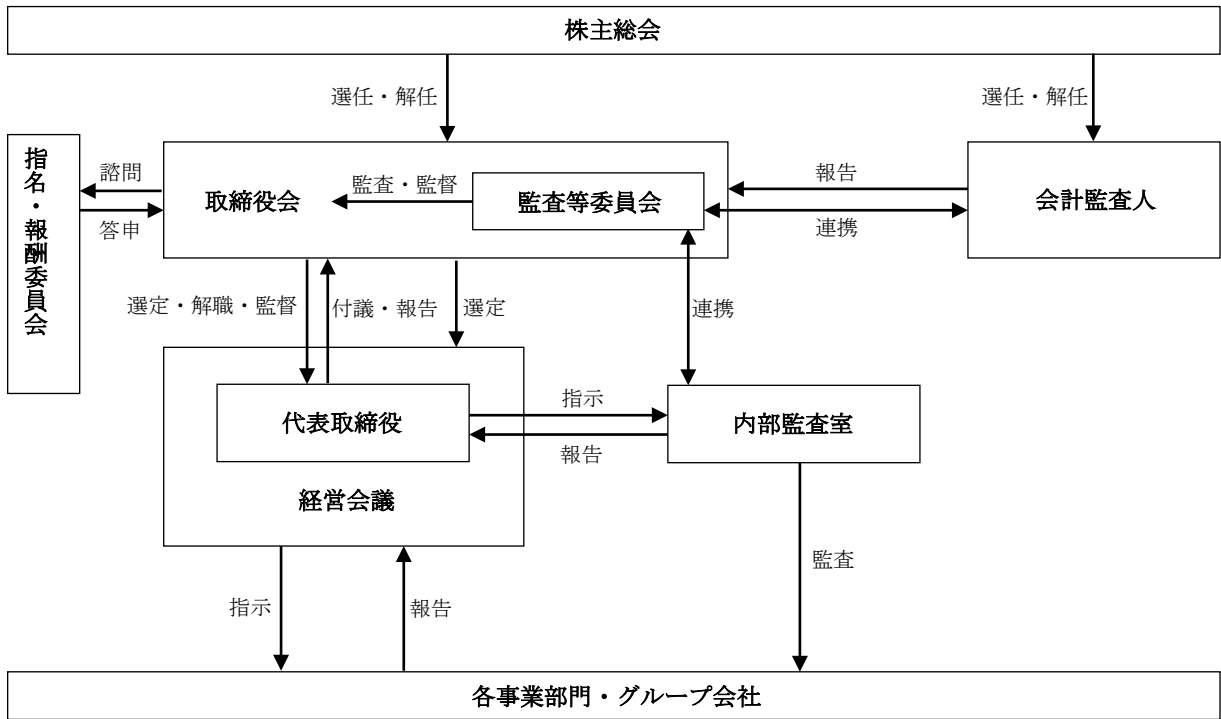 株主総会
選任・解任
選任・解任
指名・報酬委員会
諮問
答申
取締役会
監査・監督
監査等委員会
報告
連携
会計監査人
選定・解職・監督
付議・報告
選定
連携
代表取締役
経営会議
指示
報告
内部監査室
監査
指示
報告
各事業部門・グループ会社